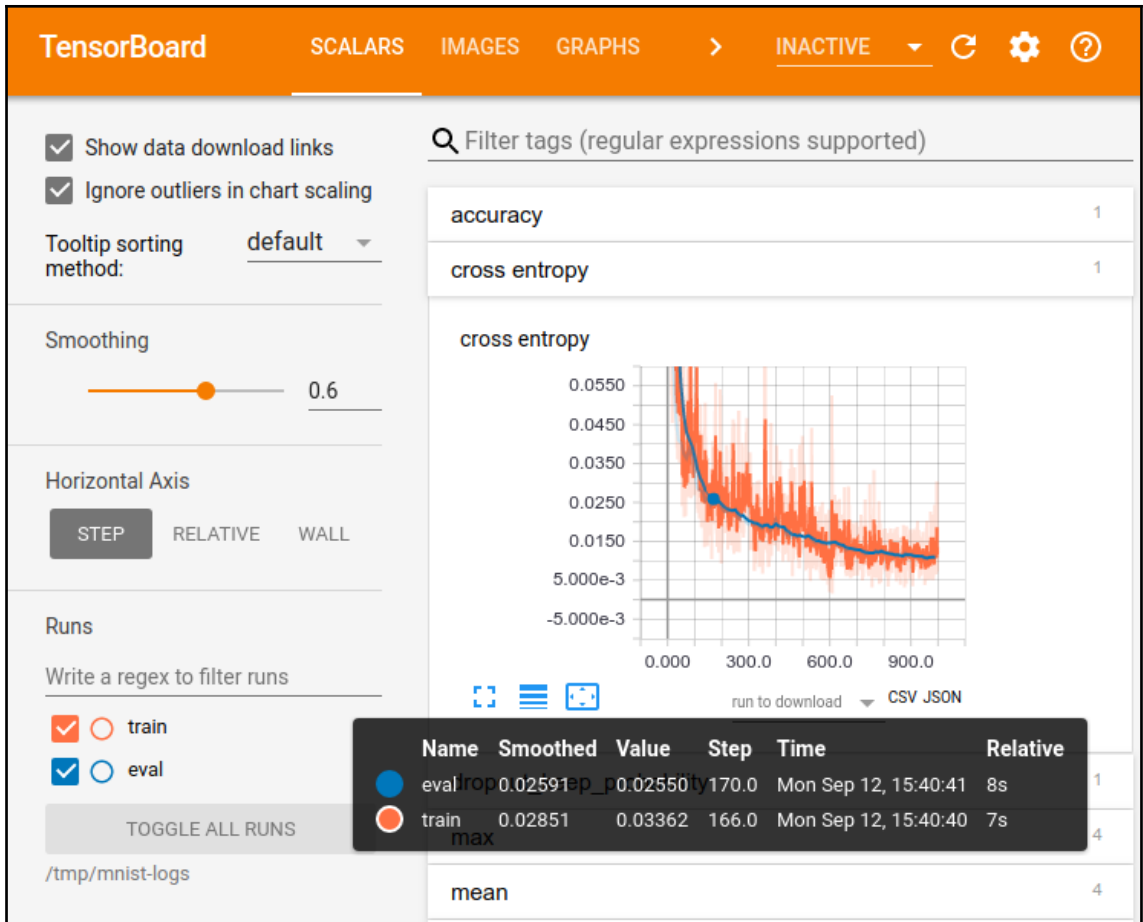 TensorBoard SCALARS IMAGES GRAPHS > INACTIVE
Show data download links
Ignore outliers in chart scaling
Tooltip sorting
method:
default
Smoothing
0.6
Horizontal Axis
STEP RELATIVE WALL
Runs
Write a regex to filter runs
train
eval
TOGGLE ALL RUNS
/tmp/mnist-logs
Filter tags (regular expressions supported)
accuracy 1
cross entropy 1
cross entropy
0.0550
0.0450
0.0350
0.0250
0.0150
5.000e-3
-5.000e-3
0.000 300.0 600.0 900.0
run to download CSV JSON
Name Smoothed Value Step Time Relative
eval 0.02591 0.02550 170.0 Mon Sep 12, 15:40:41 8s
train 0.02851 0.03362 166.0 Mon Sep 12, 15:40:40 7s
dropout_keep_probability 1
max 4
mean 4